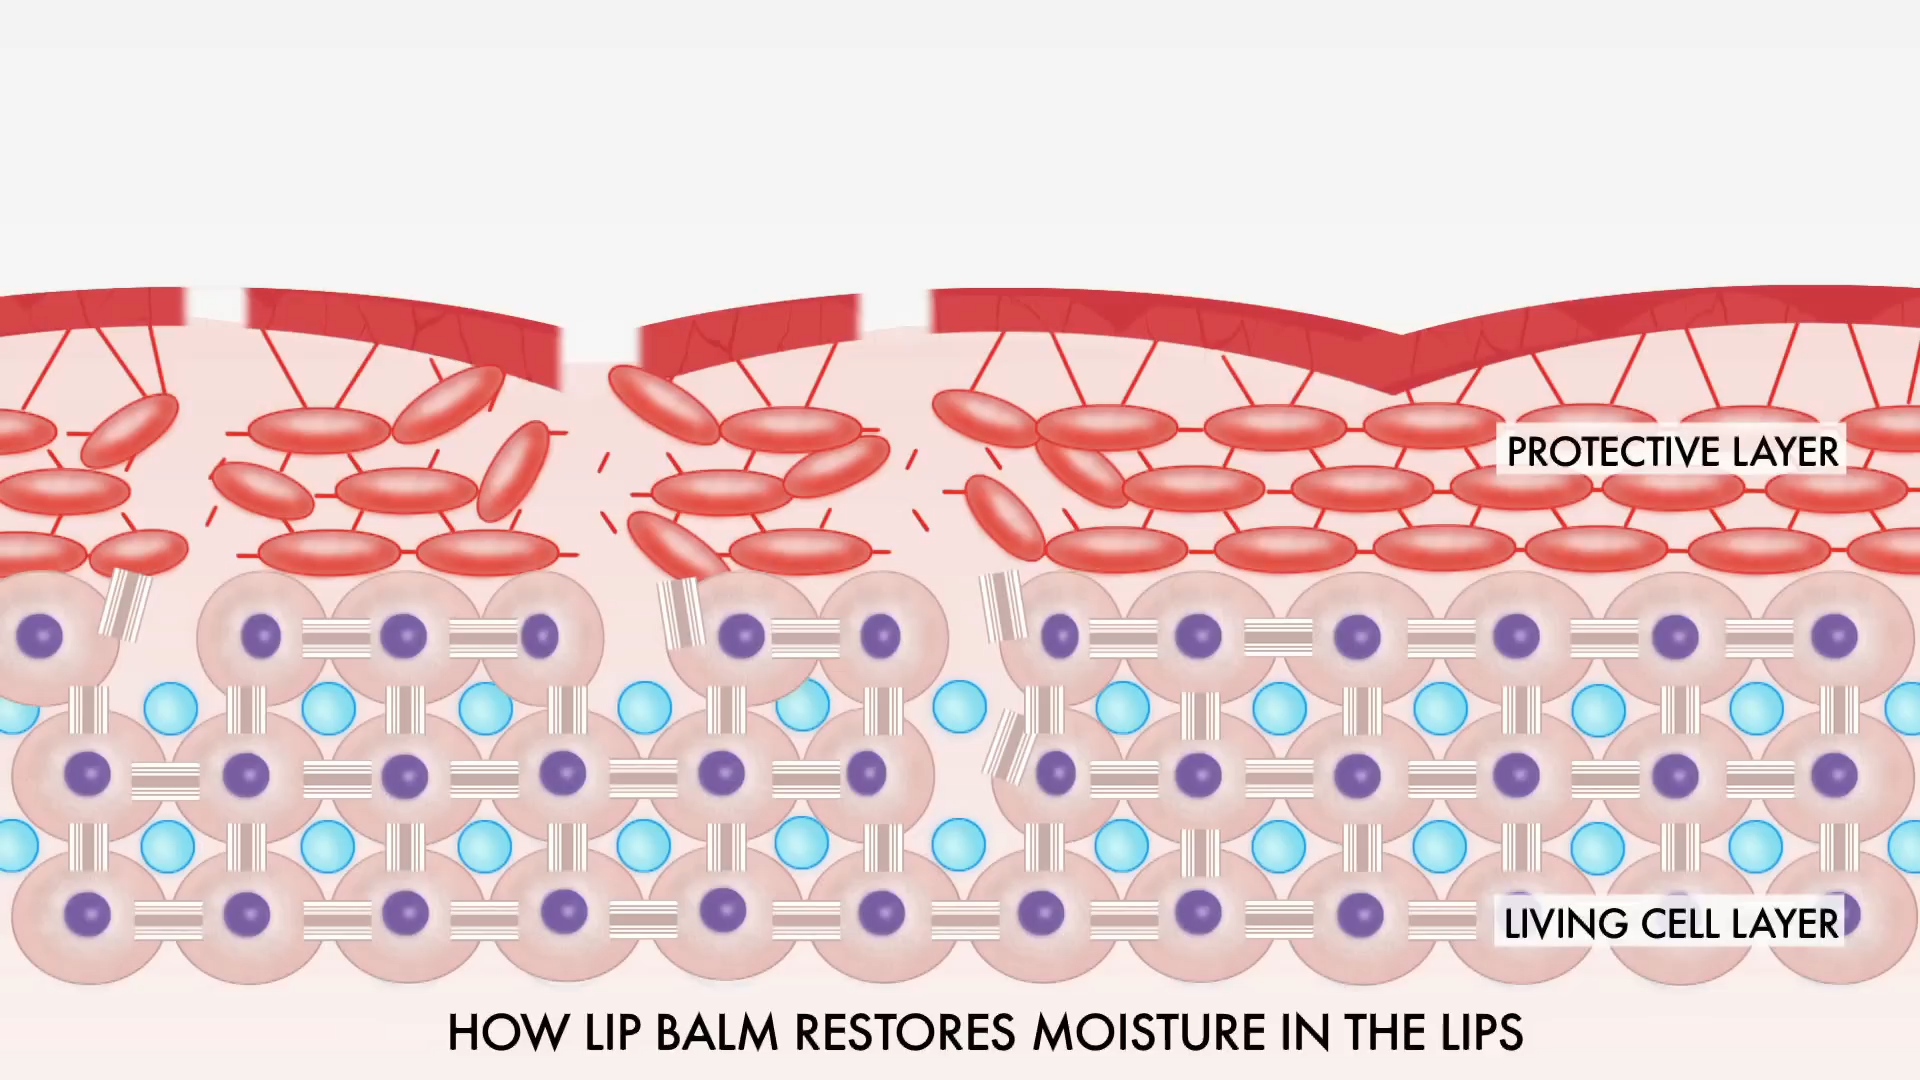 PROTECTIVE LAYER
LIVING CELL LAYER
HOW LIP BALM RESTORES MOISTURE IN THE LIPS